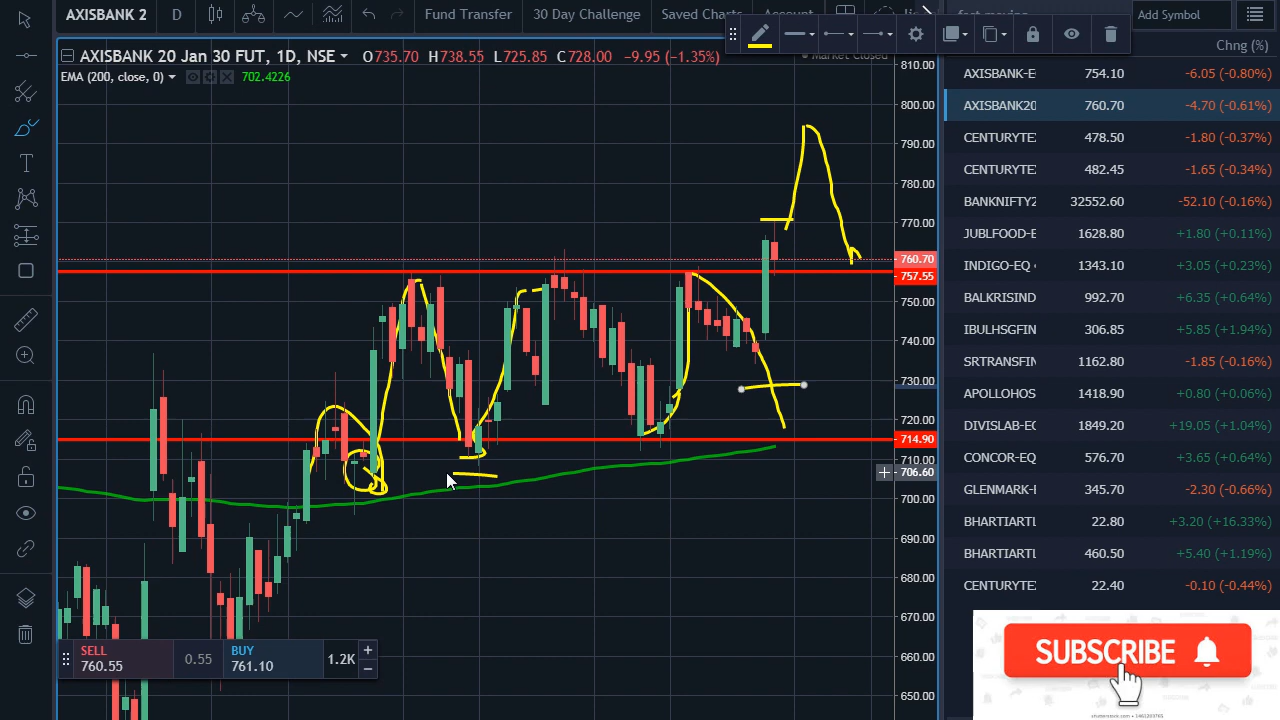 AXISBANK 2 D Fund Transfer 30 Day Challenge Saved Charts Account
Add Symbol
AXISBANK 20 Jan 30 FUT, 1D, NSE O735.70 H738.55 L725.85 C728.00 −9.95 (−1.35%)
Market Closed
EMA (200, close, 0) 702.4226
810.00
800.00
790.00
780.00
770.00
760.70
757.55
750.00
740.00
730.00
720.00
714.90
710.00
706.60
700.00
690.00
680.00
670.00
660.00
650.00
SELL
760.55
0.55
BUY
761.10
1.2K
+
−
Chng (%)
AXISBANK-E 754.10 -6.05 (-0.80%)
AXISBANK20 760.70 -4.70 (-0.61%)
CENTURYTE 478.50 -1.80 (-0.37%)
CENTURYTE 482.45 -1.65 (-0.34%)
BANKNIFTY2 32552.60 -52.10 (-0.16%)
JUBLFOOD-E 1628.80 +1.80 (+0.11%)
INDIGO-EQ 1343.10 +3.05 (+0.23%)
BALKRISIND 992.70 +6.35 (+0.64%)
IBULHSGFIN 306.85 +5.85 (+1.94%)
SRTRANSFIN 1162.80 -1.85 (-0.16%)
APOLLOHOS 1418.90 +0.80 (+0.06%)
DIVISLAB-EQ 1849.20 +19.05 (+1.04%)
CONCOR-EQ 576.70 +3.65 (+0.64%)
GLENMARK-E 345.70 -2.30 (-0.66%)
BHARTIARTL 22.80 +3.20 (+16.33%)
BHARTIARTL 460.50 +5.40 (+1.19%)
CENTURYTE 22.40 -0.10 (-0.44%)
SUBSCRIBE